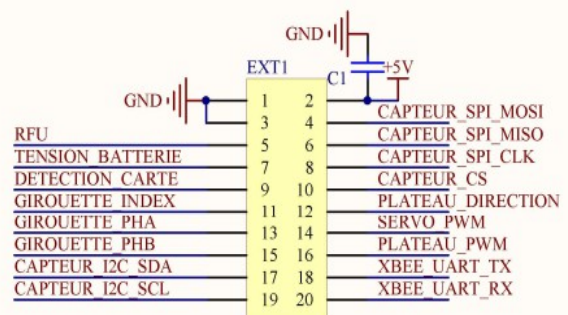 GND
EXT1
C1
+5V
GND
1 2
3 4 CAPTEUR_SPI_MOSI
RFU 5 6 CAPTEUR_SPI_MISO
TENSION_BATTERIE 7 8 CAPTEUR_SPI_CLK
DETECTION_CARTE 9 10 CAPTEUR_CS
GIROUETTE_INDEX 11 12 PLATEAU_DIRECTION
GIROUETTE_PHA 13 14 SERVO_PWM
GIROUETTE_PHB 15 16 PLATEAU_PWM
CAPTEUR_I2C_SDA 17 18 XBEE_UART_TX
CAPTEUR_I2C_SCL 19 20 XBEE_UART_RX